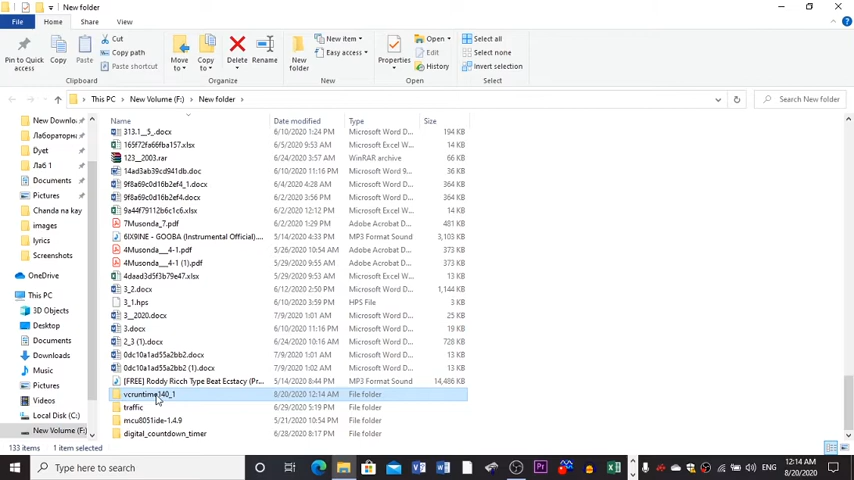 New folder
File Home Share View
Pin to Quick access
Copy
Paste
Cut
Copy path
Paste shortcut
Move to
Copy to
Delete
Rename
New folder
New item
Easy access
Properties
Open
Edit
History
Select all
Select none
Invert selection
Clipboard Organize New Open Select
This PC > New Volume (F:) > New folder >
Search New folder
Name Date modified Type Size
New Downl
Лабораторн
Dyet
Лаб 1
Documents
Pictures
Chanda na kay
images
lyrics
Screenshots
OneDrive
This PC
3D Objects
Desktop
Documents
Downloads
Music
Pictures
Videos
Local Disk (C:)
New Volume (F:
313.1__5_.docx 6/10/2020 1:24 PM Microsoft Word D... 194 KB
165f72fa66fba157.xlsx 6/5/2020 9:53 AM Microsoft Excel W... 14 KB
123__2003.rar 6/24/2020 3:57 AM WinRAR archive 66 KB
14ad3ab39cd941db.doc 6/10/2020 11:16 PM Microsoft Word 9... 36 KB
9f8a69c0d16b2ef4_1.docx 6/4/2020 4:28 AM Microsoft Word D... 364 KB
9f8a69c0d16b2ef4.docx 6/2/2020 3:56 PM Microsoft Word D... 364 KB
9a44f79112b6c1c6.xlsx 6/2/2020 12:12 PM Microsoft Excel W... 14 KB
7Musonda_7.pdf 6/2/2020 1:29 PM Adobe Acrobat D... 481 KB
6IX9INE - GOOBA (Instrumental Official).... 5/14/2020 4:33 PM MP3 Format Sound 3,103 KB
4Musonda__4-1.pdf 5/26/2020 10:54 AM Adobe Acrobat D... 373 KB
4Musonda__4-1 (1).pdf 5/29/2020 9:55 AM Adobe Acrobat D... 373 KB
4daad3d5f3b79e47.xlsx 5/29/2020 9:53 AM Microsoft Excel W... 13 KB
3_2.docx 6/12/2020 2:50 PM Microsoft Word D... 1,144 KB
3_1.hps 6/10/2020 3:59 PM HPS File 3 KB
3__2020.docx 7/9/2020 1:01 AM Microsoft Word D... 25 KB
3.docx 6/10/2020 11:16 PM Microsoft Word D... 19 KB
2_3 (1).docx 6/24/2020 10:16 AM Microsoft Word D... 728 KB
0dc10a1ad55a2bb2.docx 7/9/2020 1:01 AM Microsoft Word D... 13 KB
0dc10a1ad55a2bb2 (1).docx 7/9/2020 1:02 AM Microsoft Word D... 13 KB
[FREE] Roddy Ricch Type Beat Ecstacy (Pr... 5/14/2020 8:44 PM MP3 Format Sound 14,486 KB
vcruntime140_1 8/20/2020 12:14 AM File folder
traffic 6/29/2020 5:19 PM File folder
mcu8051ide-1.4.9 5/21/2020 10:54 PM File folder
digital_countdown_timer 6/28/2020 8:17 PM File folder
133 items 1 item selected
Type here to search
ENG
12:14 AM
8/20/2020